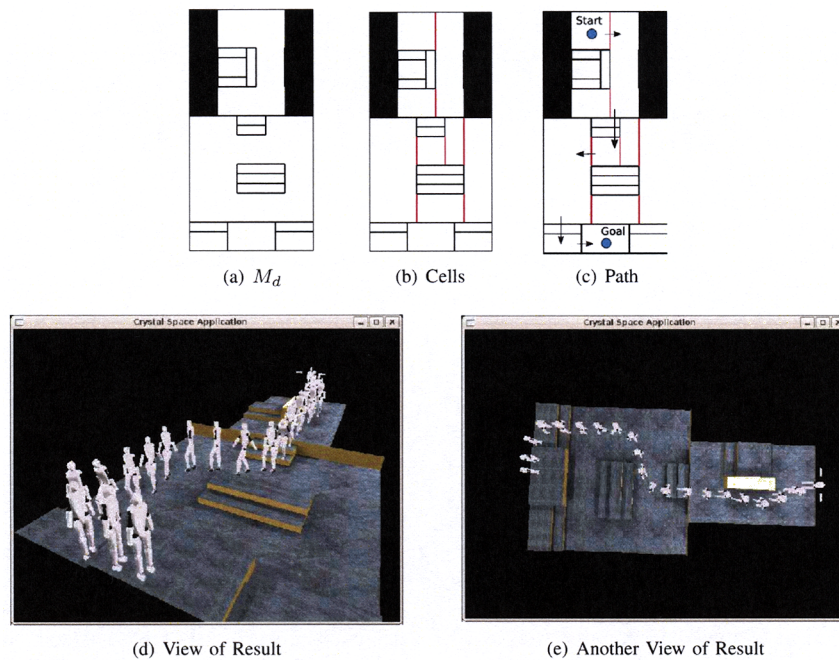 Start
Goal
(a) M_d
(b) Cells
(c) Path
Crystal Space Application
Crystal Space Application
(d) View of Result
(e) Another View of Result